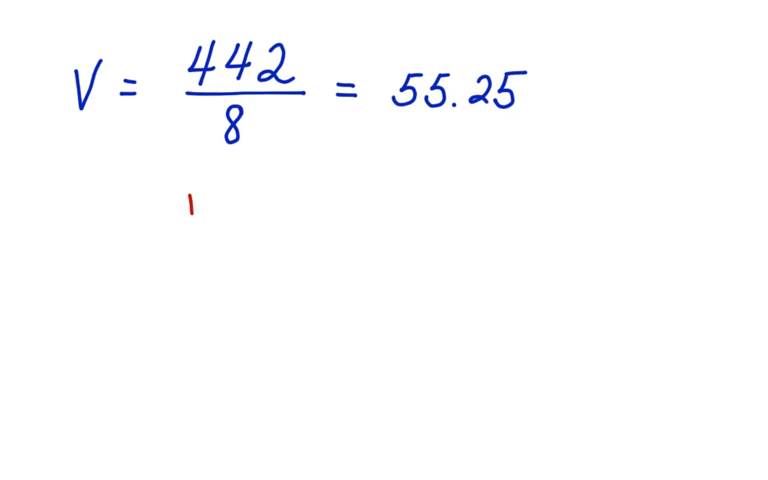 V = 442/8 = 55.25